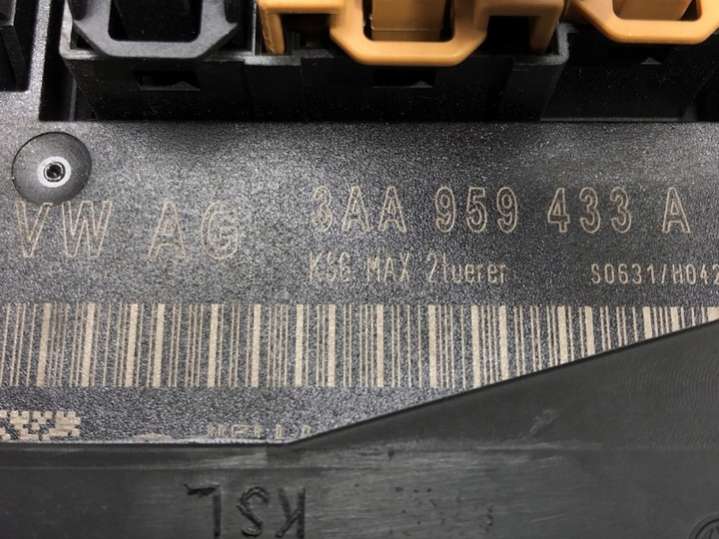 VW AG 3AA 959 433 A
KSG MAX 2tuerer S0631/H042
KSL